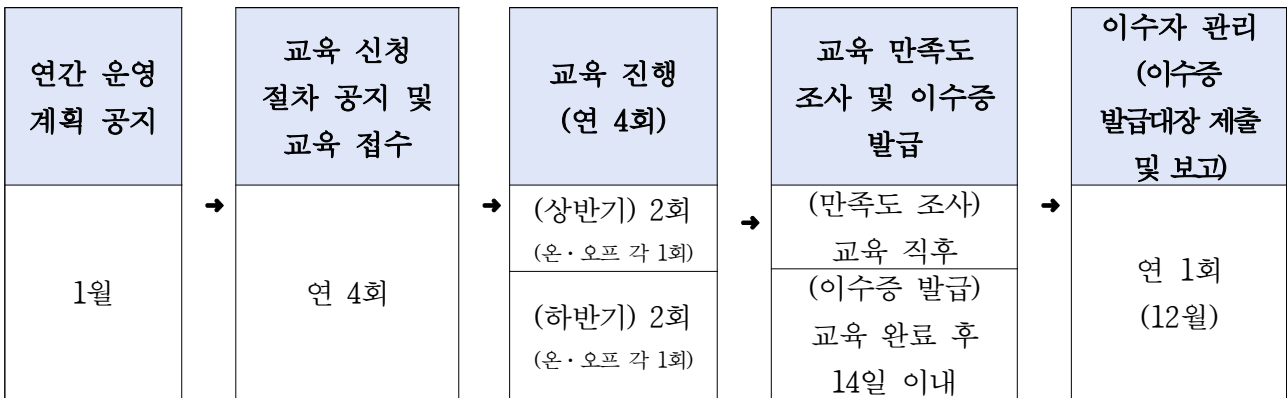 연간 운영
계획 공지
1월
➜
교육 신청
절차 공지 및
교육 접수
연 4회
➜
교육 진행
(연 4회)
(상반기) 2회
(온·오프 각 1회)
(하반기) 2회
(온·오프 각 1회)
➜
교육 만족도
조사 및 이수증
발급
(만족도 조사)
교육 직후
(이수증 발급)
교육 완료 후
14일 이내
➜
이수자 관리
(이수증
발급대장 제출
및 보고)
연 1회
(12월)